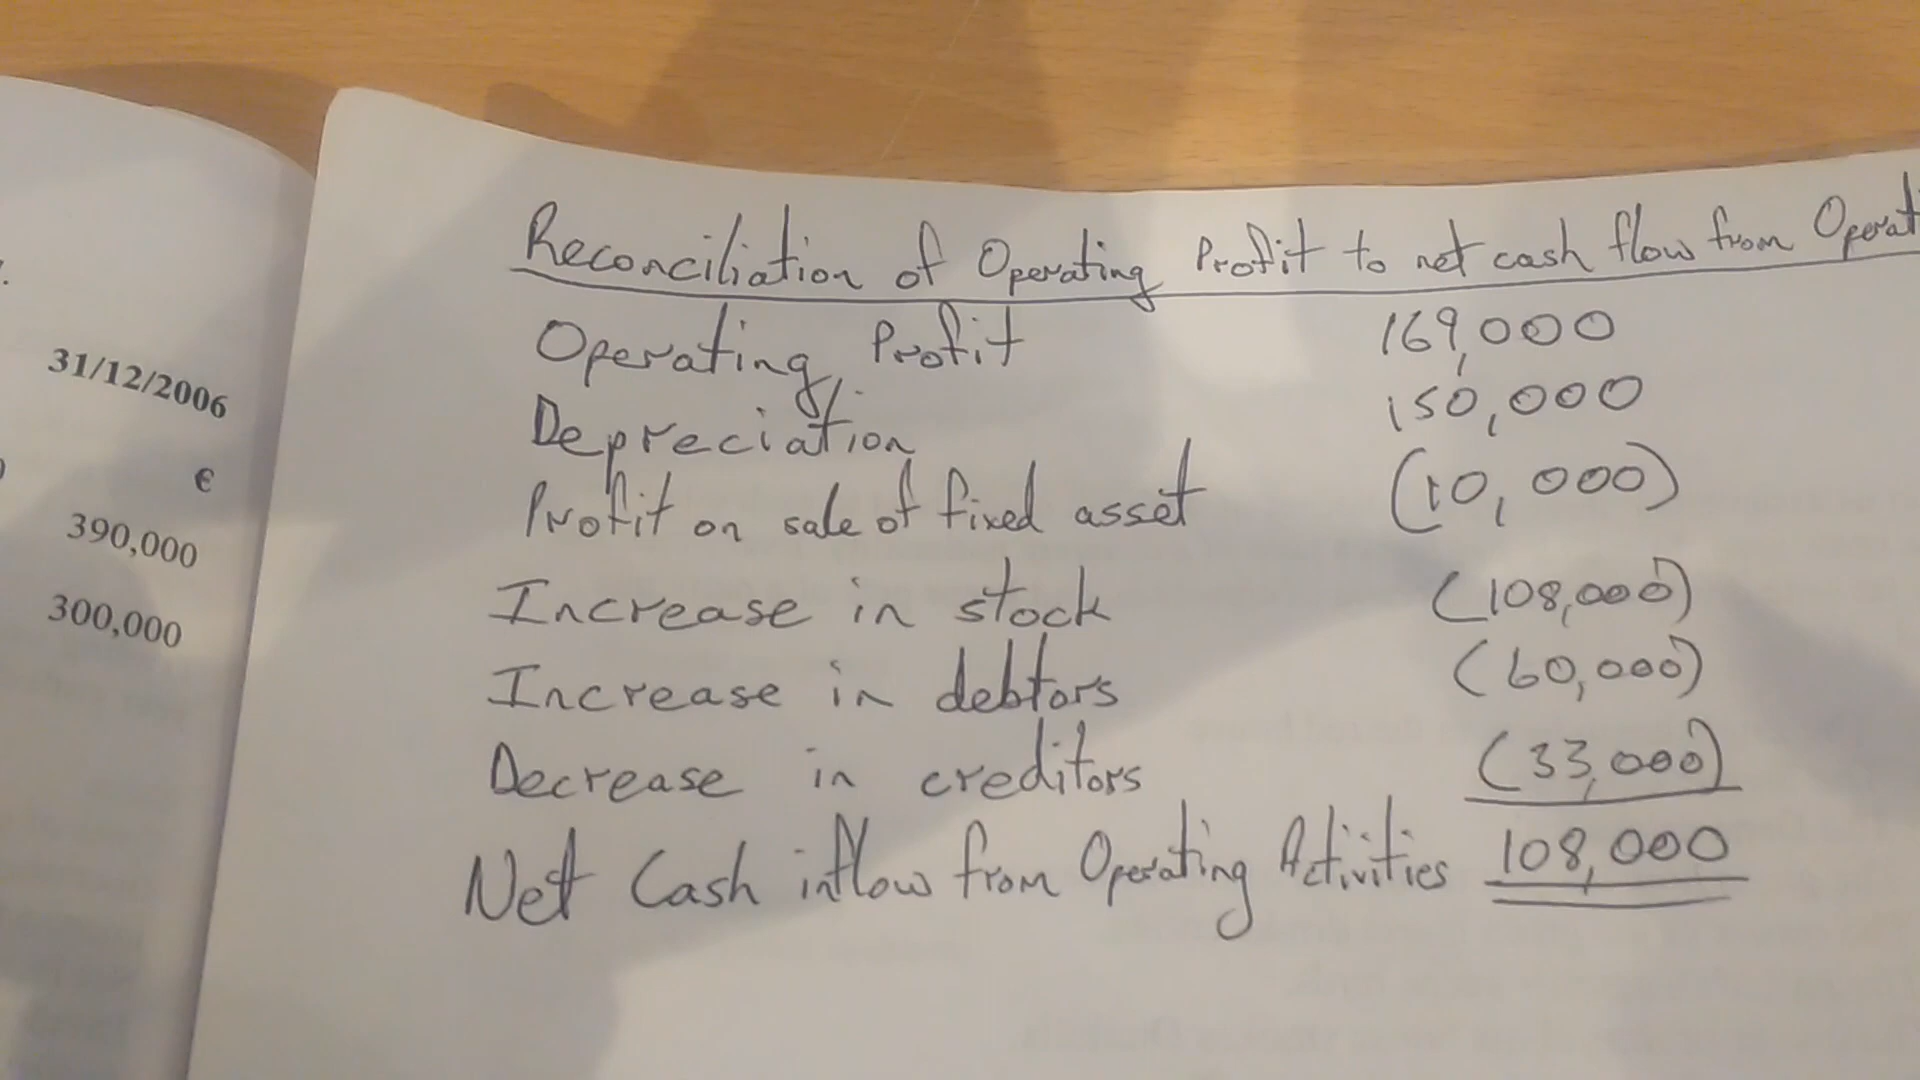 31/12/2006
€
390,000
300,000
Reconciliation of Operating Profit to net cash flow from Operati
Operating Profit 169,000
Depreciation 150,000
Profit on sale of fixed asset (10,000)
Increase in stock (108,000)
Increase in debtors (60,000)
Decrease in creditors (33,000)
Net Cash inflow from Operating Activities 108,000